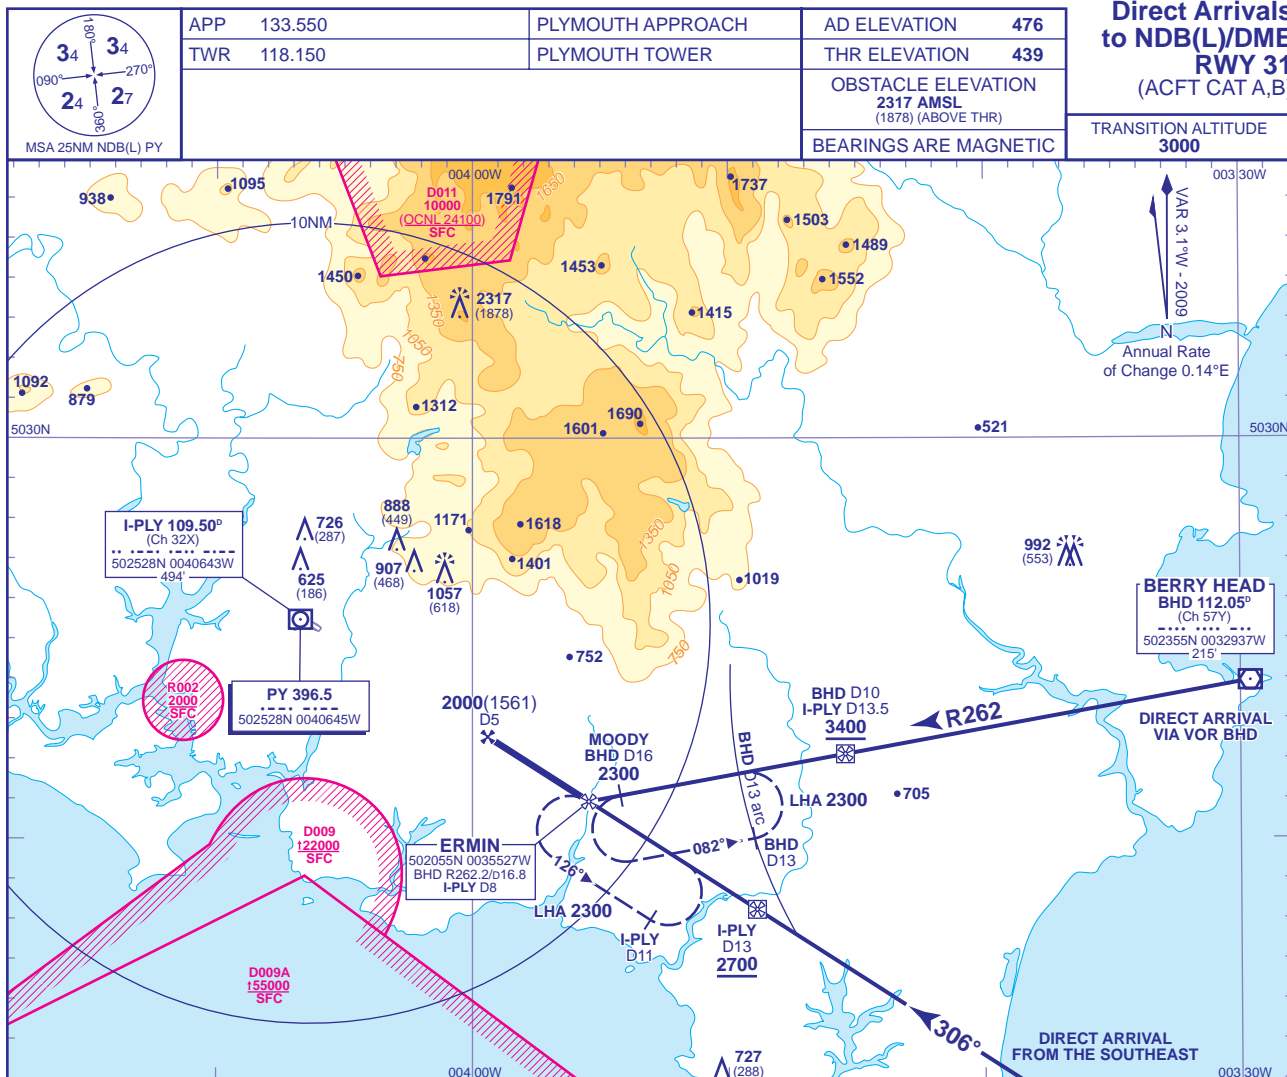 180°
34 34
090° 270°
24 27
360°
MSA 25NM NDB(L) PY
APP 133.550 PLYMOUTH APPROACH
TWR 118.150 PLYMOUTH TOWER
AD ELEVATION 476
THR ELEVATION 439
OBSTACLE ELEVATION
2317 AMSL
(1878) (ABOVE THR)
BEARINGS ARE MAGNETIC
Direct Arrivals
to NDB(L)/DME
RWY 31
(ACFT CAT A,B
TRANSITION ALTITUDE
3000
004 00W
003 30W
938
1095
D011
10000
(OCNL 24100)
SFC
1791
1650
1737
1503
1489
1552
10NM
1450
1453
1415
2317
(1878)
1350
1050
750
VAR 3.1°W - 2009
N
Annual Rate
of Change 0.14°E
1092
879
1312
1690
1601
521
5030N
5030N
I-PLY 109.50D
(Ch 32X)
502528N 0040643W
494'
726
(287)
625
(186)
888
(449)
907
(468)
1171
1057
(618)
1618
1401
1350
1050
750
1019
992
(553)
BERRY HEAD
BHD 112.05D
(Ch 57Y)
502355N 0032937W
215'
752
R002
2000
SFC
PY 396.5
502528N 0040645W
2000(1561)
D5
MOODY
BHD D16
2300
BHD D10
I-PLY D13.5
3400
R262
DIRECT ARRIVAL
VIA VOR BHD
BHD D13 arc
LHA 2300
705
082°
BHD
D13
D009
†22000
SFC
ERMIN
502055N 0035527W
BHD R262.2/D16.8
I-PLY D8
126°
LHA 2300
I-PLY
D11
I-PLY
D13
2700
D009A
†55000
SFC
306°
DIRECT ARRIVAL
FROM THE SOUTHEAST
727
(288)
004 00W
003 30W